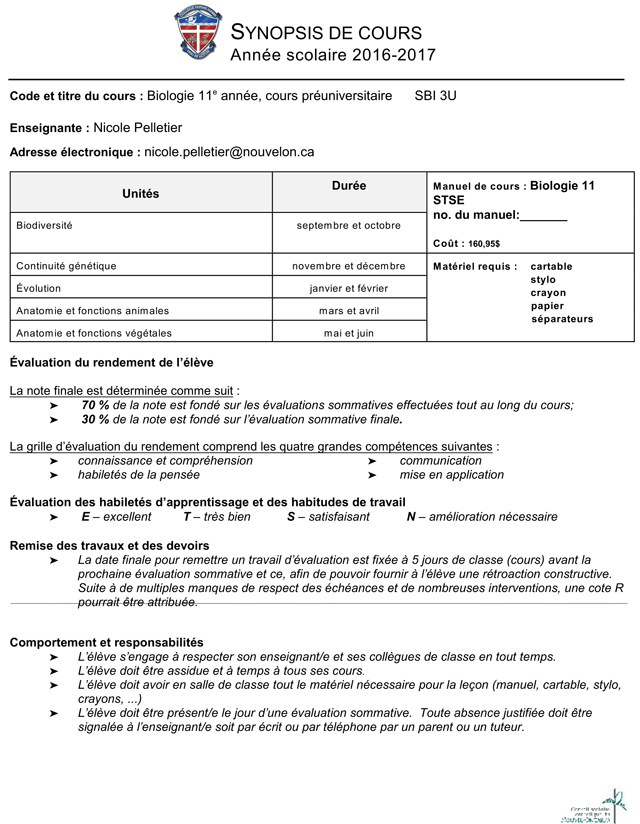 SYNOPSIS DE COURS
Année scolaire 2016-2017
Code et titre du cours : Biologie 11e année, cours préuniversitaire SBI 3U
Enseignante : Nicole Pelletier
Adresse électronique : nicole.pelletier@nouvelon.ca
Unités
Durée
Manuel de cours : Biologie 11
STSE
no. du manuel:_______
Coût : 160,95$
Biodiversité
septembre et octobre
Continuité génétique
novembre et décembre
Matériel requis : cartable
stylo
crayon
papier
séparateurs
Évolution
janvier et février
Anatomie et fonctions animales
mars et avril
Anatomie et fonctions végétales
mai et juin
Évaluation du rendement de l'élève
La note finale est déterminée comme suit :
➤ 70 % de la note est fondé sur les évaluations sommatives effectuées tout au long du cours;
➤ 30 % de la note est fondé sur l'évaluation sommative finale.
La grille d'évaluation du rendement comprend les quatre grandes compétences suivantes :
➤ connaissance et compréhension ➤ communication
➤ habiletés de la pensée ➤ mise en application
Évaluation des habiletés d'apprentissage et des habitudes de travail
➤ E – excellent T – très bien S – satisfaisant N – amélioration nécessaire
Remise des travaux et des devoirs
➤ La date finale pour remettre un travail d'évaluation est fixée à 5 jours de classe (cours) avant la
prochaine évaluation sommative et ce, afin de pouvoir fournir à l'élève une rétroaction constructive.
Suite à de multiples manques de respect des échéances et de nombreuses interventions, une cote R
pourrait être attribuée.
Comportement et responsabilités
➤ L'élève s'engage à respecter son enseignant/e et ses collègues de classe en tout temps.
➤ L'élève doit être assidue et à temps à tous ses cours.
➤ L'élève doit avoir en salle de classe tout le matériel nécessaire pour la leçon (manuel, cartable, stylo,
crayons, ...)
➤ L'élève doit être présent/e le jour d'une évaluation sommative. Toute absence justifiée doit être
signalée à l'enseignant/e soit par écrit ou par téléphone par un parent ou un tuteur.
Conseil scolaire